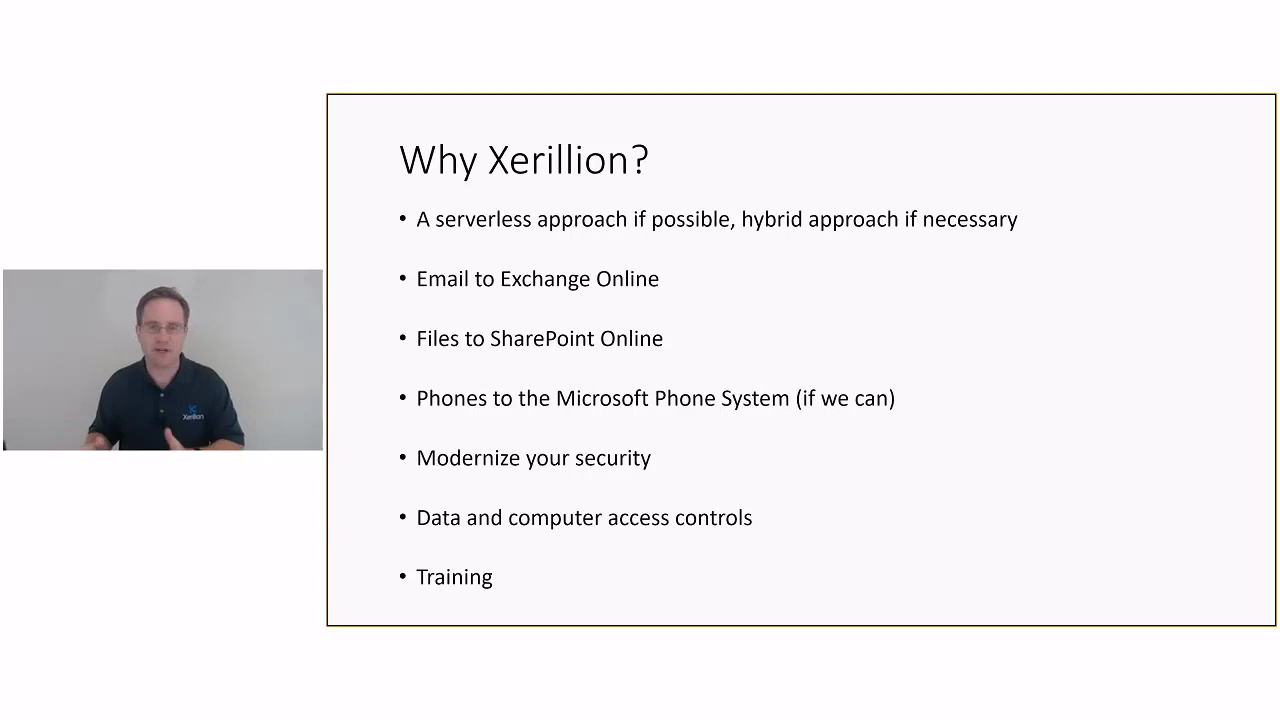 Why Xerillion?
• A serverless approach if possible, hybrid approach if necessary
• Email to Exchange Online
• Files to SharePoint Online
• Phones to the Microsoft Phone System (if we can)
• Modernize your security
• Data and computer access controls
• Training
Xerillion